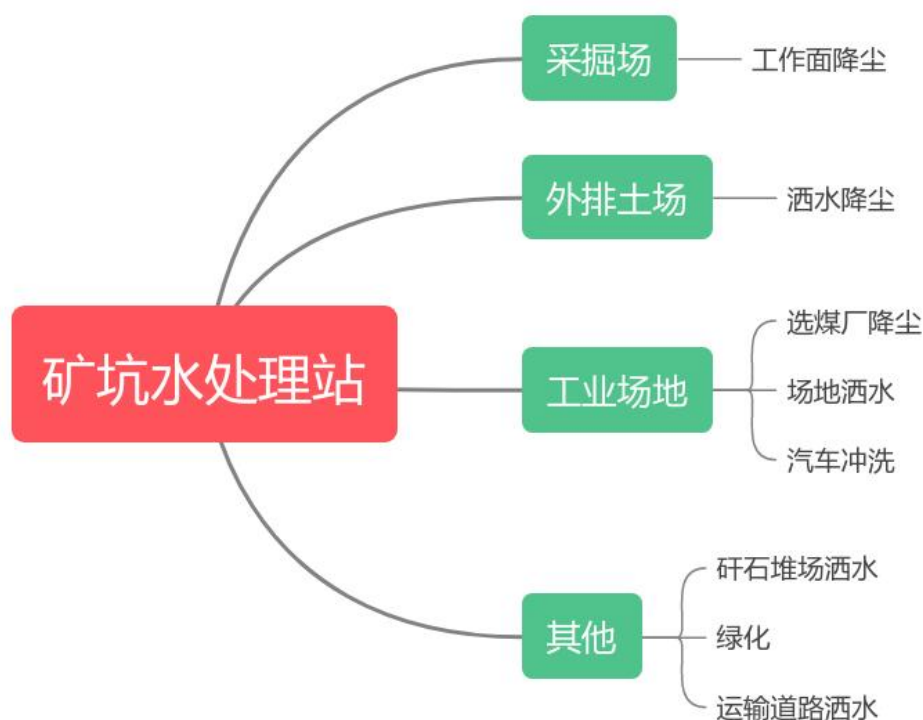 采掘场
工作面降尘
外排土场
洒水降尘
矿坑水处理站
工业场地
选煤厂降尘
场地洒水
汽车冲洗
其他
矸石堆场洒水
绿化
运输道路洒水